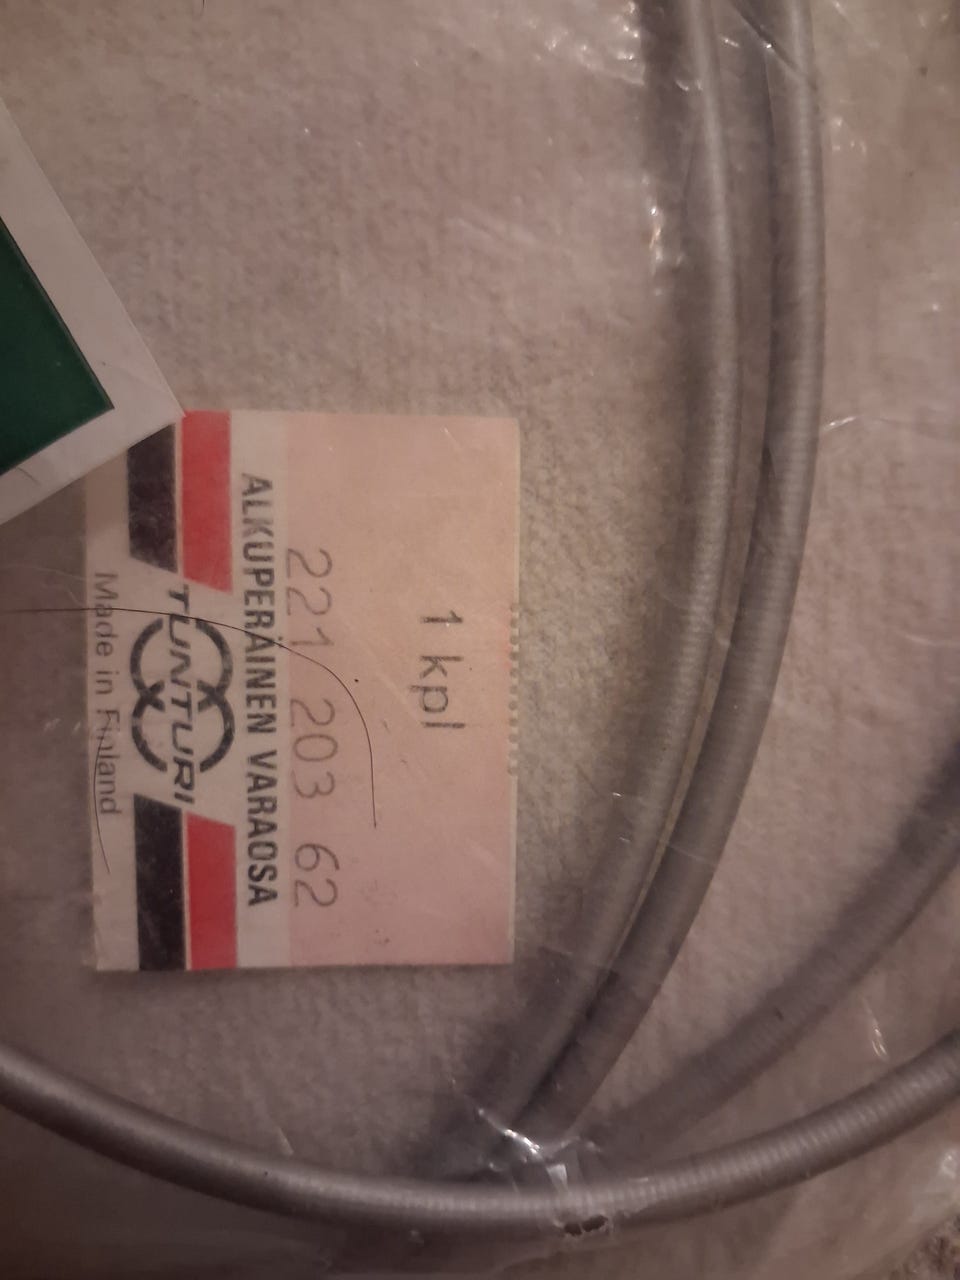 1 kpl
221 203 62
ALKUPERÄINEN VARAOSA
TUNTURI
Made in Finland